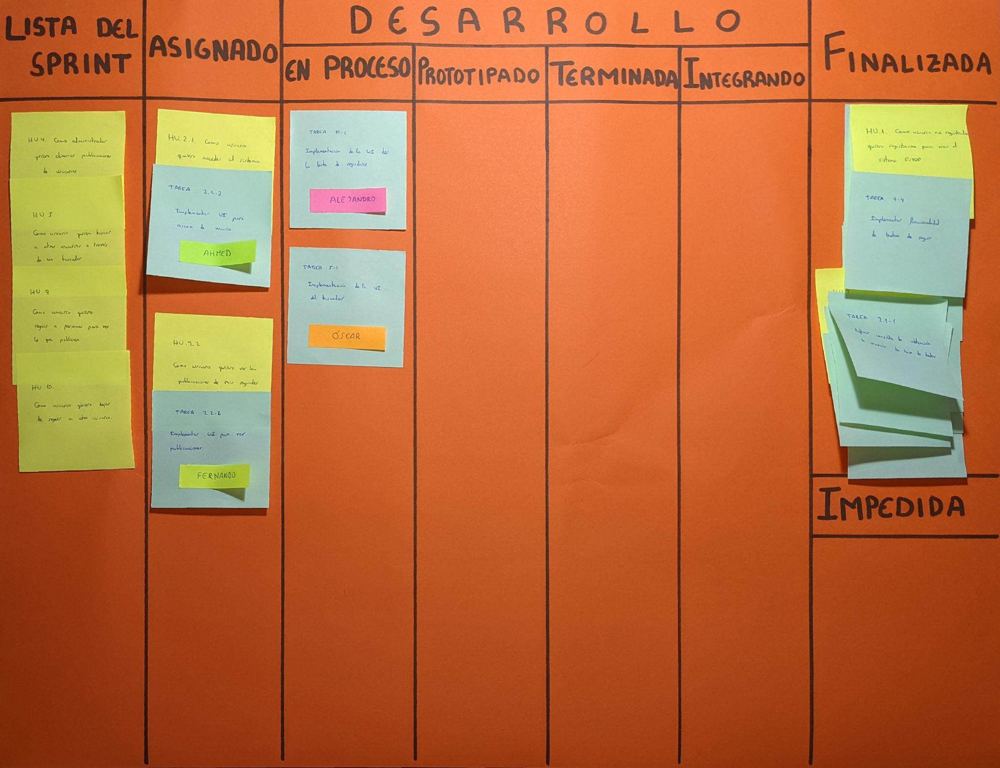 LISTA DEL
SPRINT
ASIGNADO
DESARROLLO
EN PROCESO
PROTOTIPADO
TERMINADA
INTEGRANDO
FINALIZADA
IMPEDIDA
HU 4. Como administrador
quiero eliminar publicaciones
de usuarios
HU.5
Como usuario quiero buscar
a otros usuarios a través
de un buscador
HU 9
Como usuario quiero
seguir a personas para ver
lo que publican
HU 10.
Como usuario quiero dejar
de seguir a otro usuario.
HU.2.1. Como usuario
quiero acceder al sistema
TAREA 2.1.-3
Implementar UI para
acceso de usuario
AHMED
HU.2.2
Como usuario quiero ver las
publicaciones de mis seguidos
TAREA 2.2-2
Implementar UI para ver
publicaciones.
FERNANDO
TAREA 10-1
Implementación de la UI del
la lista de seguidores
ALEJANDRO
TAREA 5-1
Implementación de la UI
del buscador
ÓSCAR
HU.1. Como usuario no registrado
quiero registrarme para usar el
sistema
TAREA 9-4
Implementar funcionalidad
de boton de seguir
TAREA 2.1-1
Definir consulta de obtención
de usuarios de base de datos